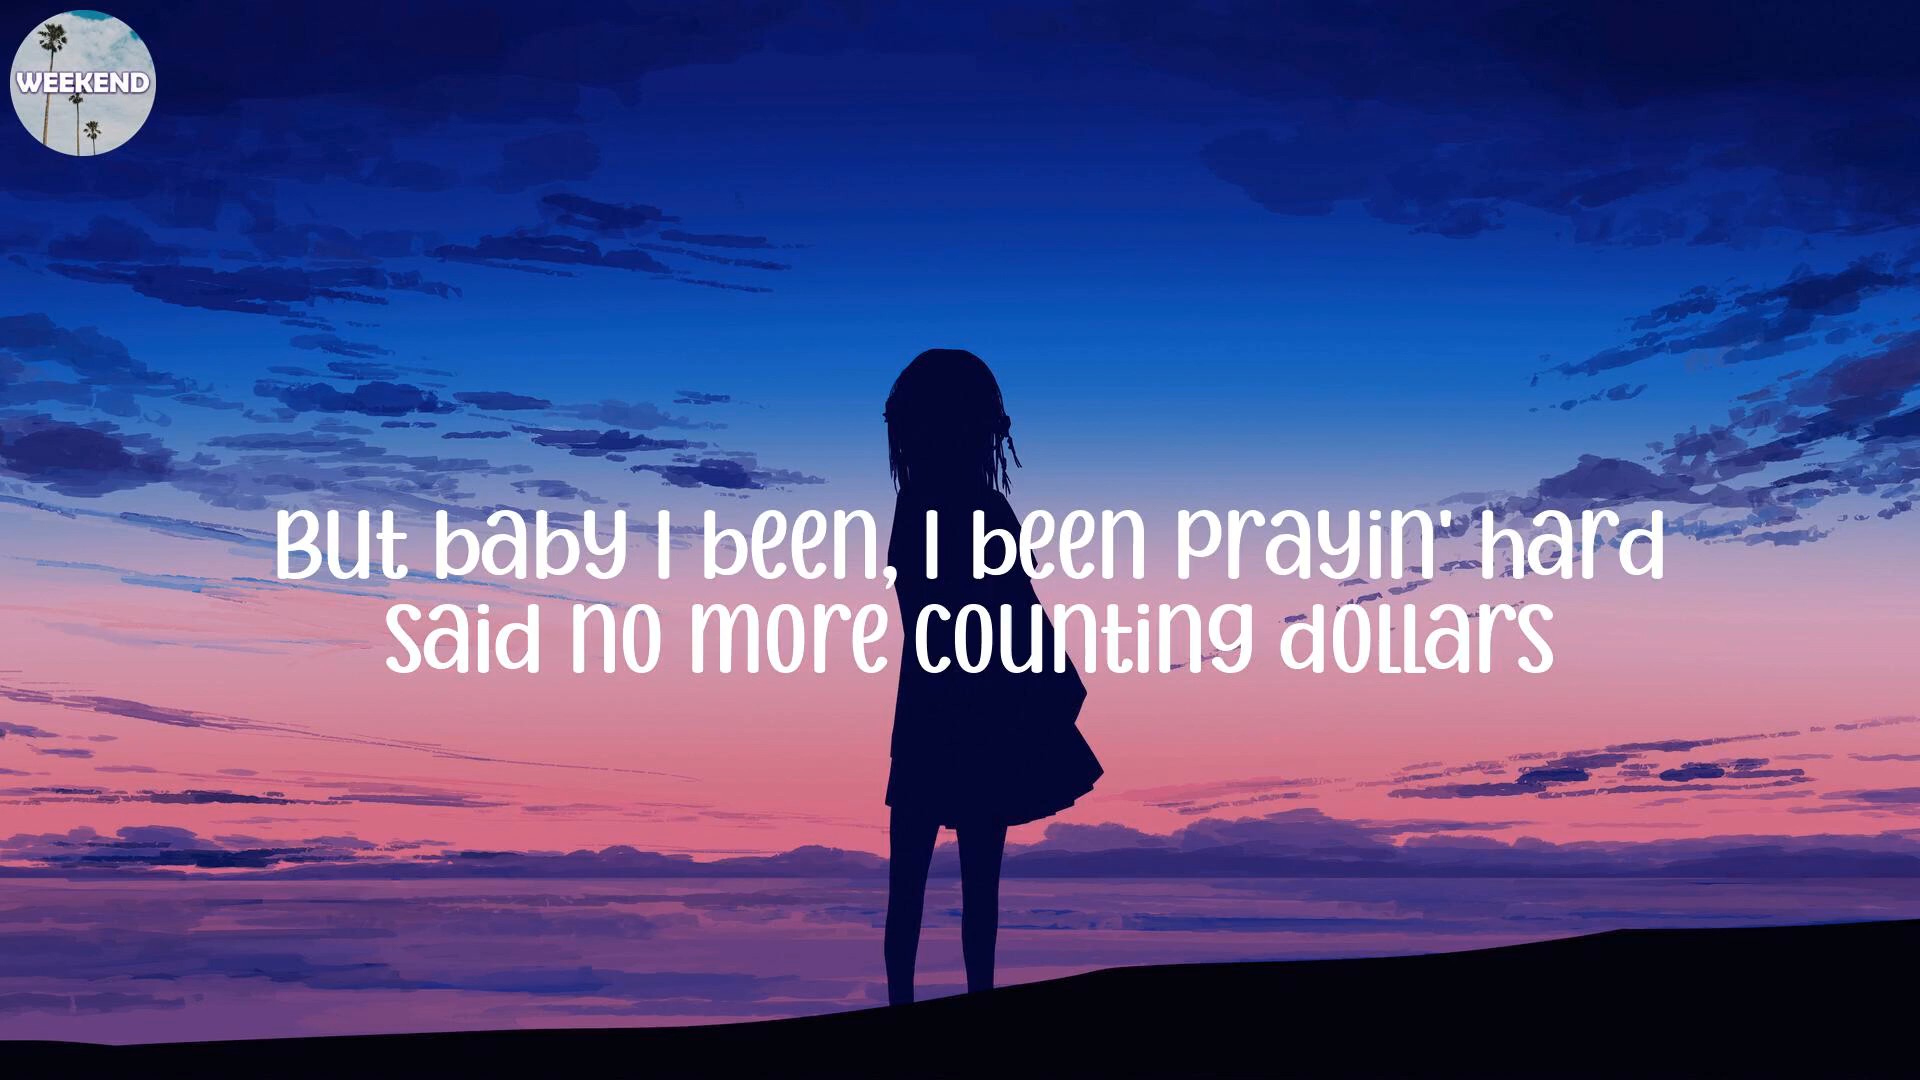 WEEKEND
But baby I been, I been prayin' hard
said no more counting dollars